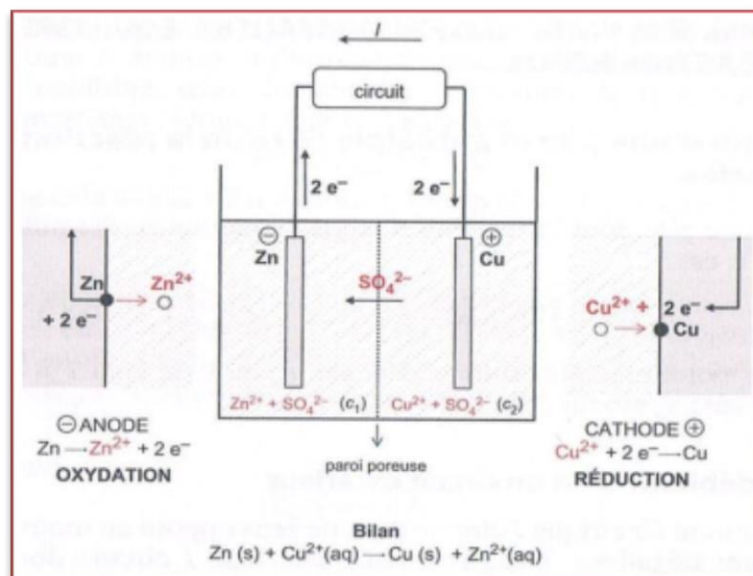 I
circuit
2 e⁻ 2 e⁻
⊖ ⊕
Zn Cu
SO₄²⁻
Zn Zn²⁺
+ 2 e⁻
Cu²⁺ + 2 e⁻
Cu
Zn²⁺ + SO₄²⁻ (c₁) Cu²⁺ + SO₄²⁻ (c₂)
⊖ ANODE
Zn → Zn²⁺ + 2 e⁻
OXYDATION
paroi poreuse
CATHODE ⊕
Cu²⁺ + 2 e⁻ → Cu
RÉDUCTION
Bilan
Zn (s) + Cu²⁺(aq) → Cu (s) + Zn²⁺(aq)